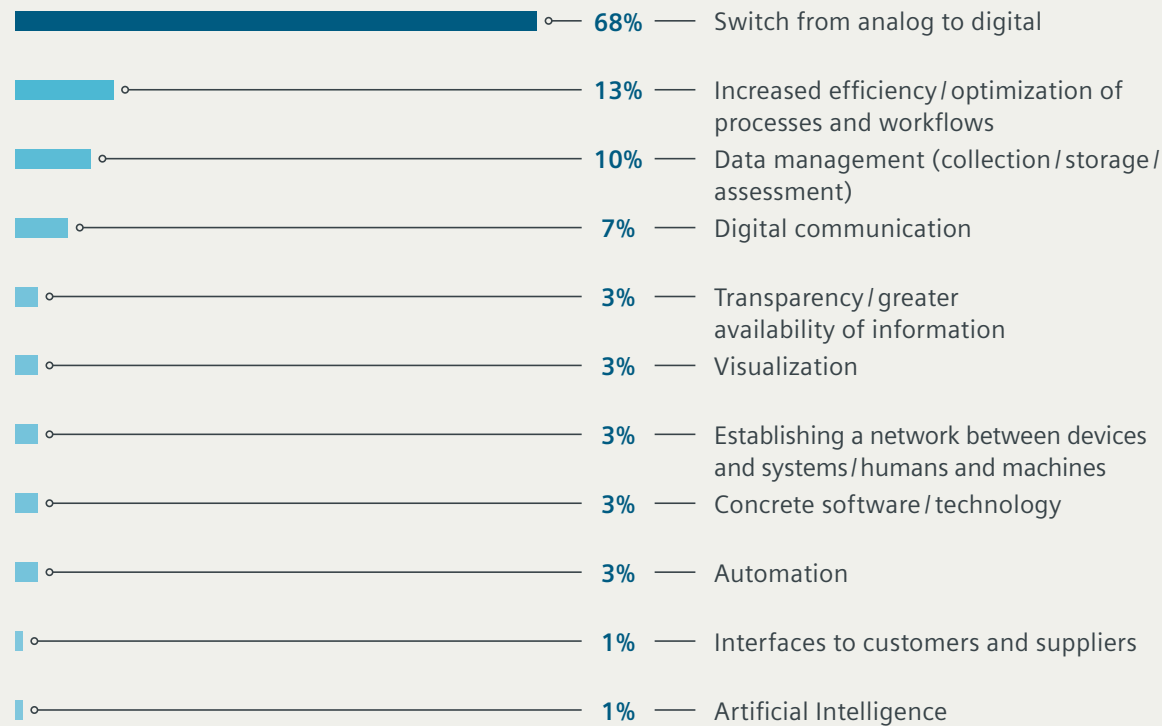 68% Switch from analog to digital
13% Increased efficiency/optimization of
processes and workflows
10% Data management (collection/storage/
assessment)
7% Digital communication
3% Transparency/greater
availability of information
3% Visualization
3% Establishing a network between devices
and systems/humans and machines
3% Concrete software/technology
3% Automation
1% Interfaces to customers and suppliers
1% Artificial Intelligence